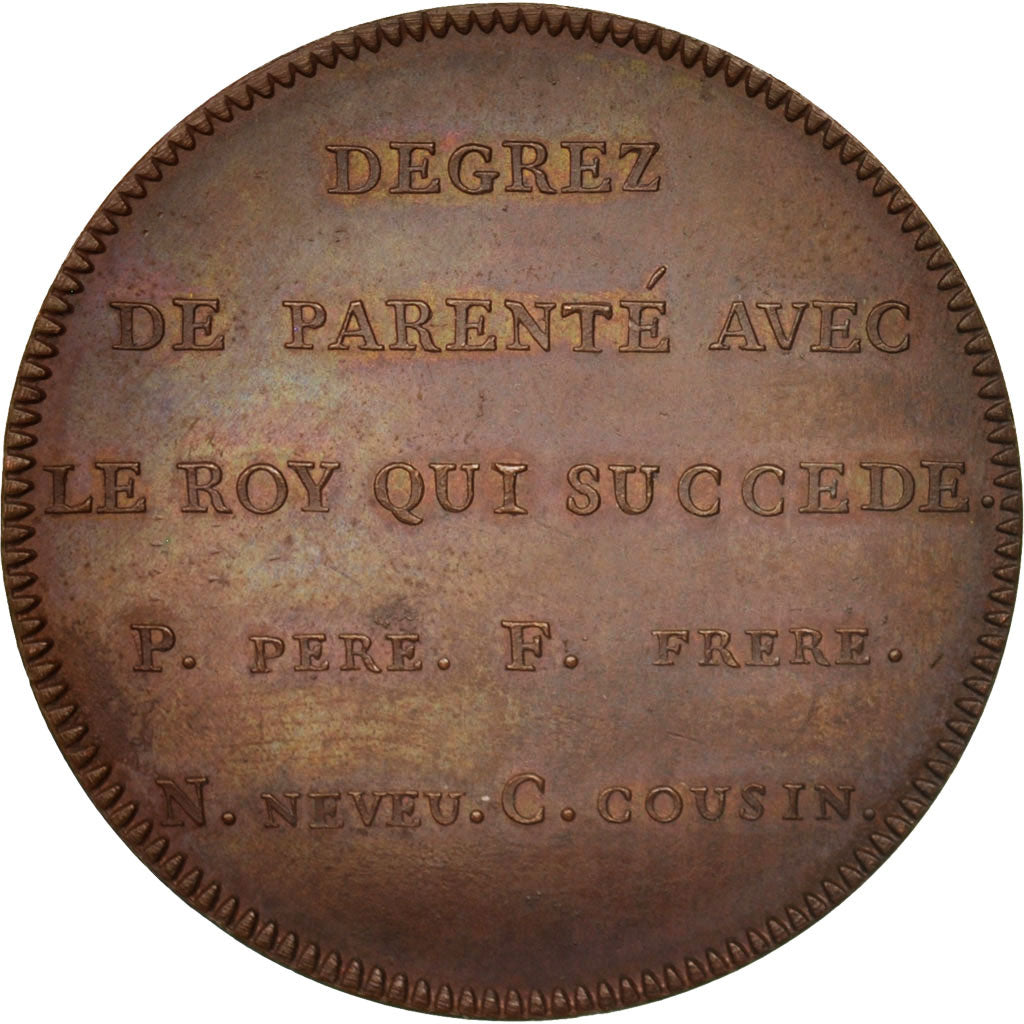 DEGREZ
DE PARENTÉ AVEC
LE ROY QUI SUCCEDE.
P. PERE. F. FRERE.
N. NEVEU. C. COUSIN.